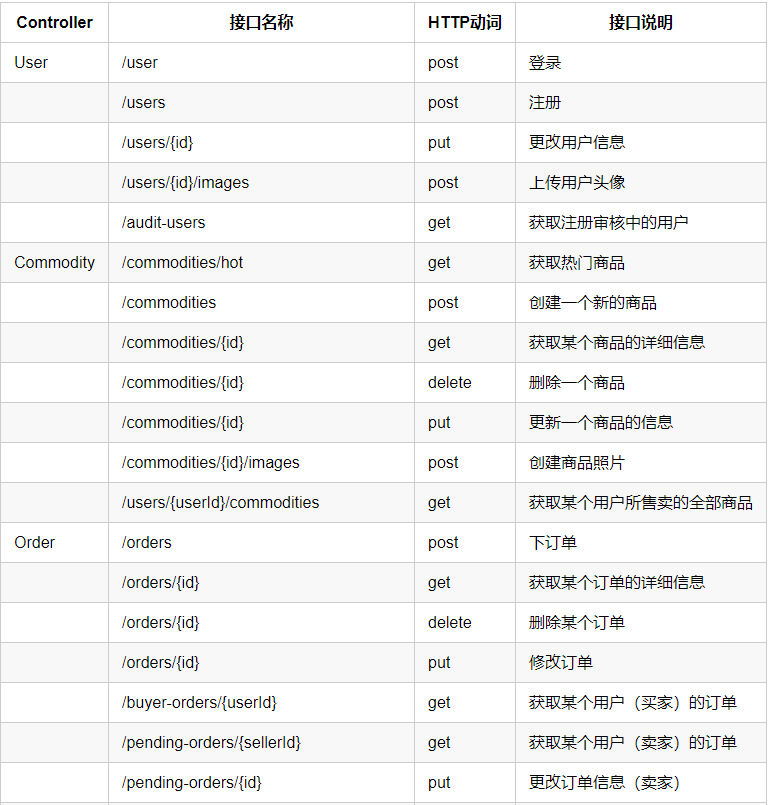 Controller 接口名称 HTTP动词 接口说明
User /user post 登录
/users post 注册
/users/{id} put 更改用户信息
/users/{id}/images post 上传用户头像
/audit-users get 获取注册审核中的用户
Commodity /commodities/hot get 获取热门商品
/commodities post 创建一个新的商品
/commodities/{id} get 获取某个商品的详细信息
/commodities/{id} delete 删除一个商品
/commodities/{id} put 更新一个商品的信息
/commodities/{id}/images post 创建商品照片
/users/{userId}/commodities get 获取某个用户所售卖的全部商品
Order /orders post 下订单
/orders/{id} get 获取某个订单的详细信息
/orders/{id} delete 删除某个订单
/orders/{id} put 修改订单
/buyer-orders/{userId} get 获取某个用户（买家）的订单
/pending-orders/{sellerId} get 获取某个用户（卖家）的订单
/pending-orders/{id} put 更改订单信息（卖家）